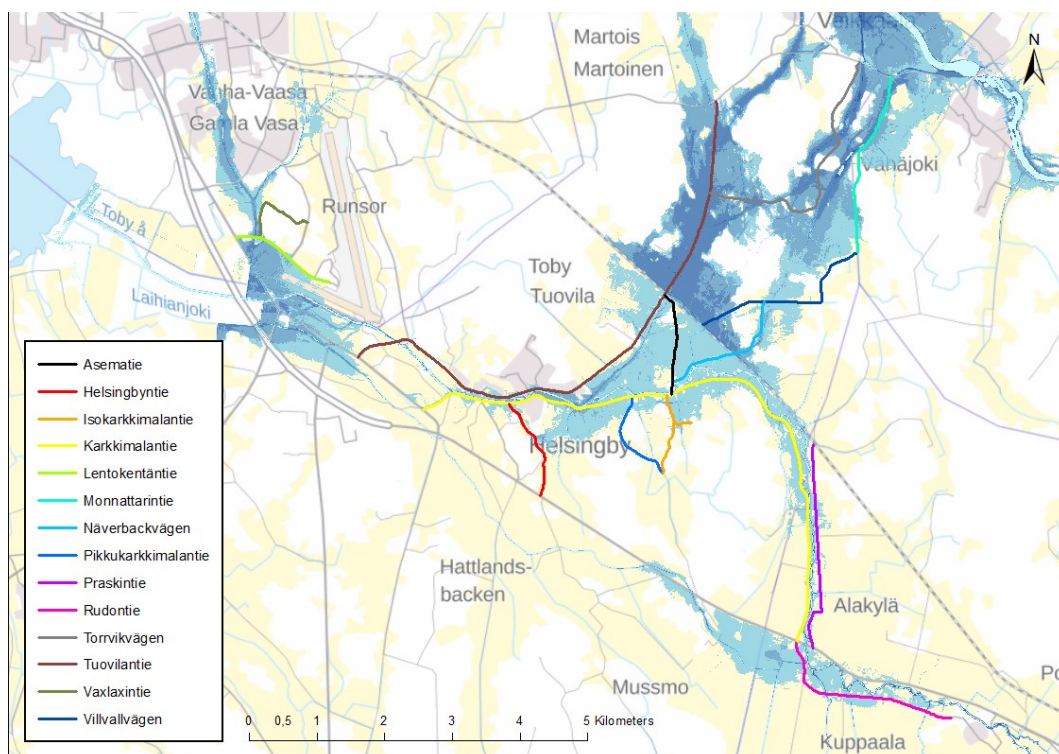 Martois
Martoinen
N
Vanha-Vaasa
Gamla Vasa
Vähäjoki
Runsor
Toby å
Toby
Tuovila
Laihianjoki
Helsingby
Hattlands-
backen
Alakylä
Mussmo
Kuppaala
Asematie
Helsingbyntie
Isokarkkimalantie
Karkkimalantie
Lentokentäntie
Monnattarintie
Näverbackvägen
Pikkukarkkimalantie
Praskintie
Rudontie
Torrvikvägen
Tuovilantie
Vaxlaxintie
Villvallvägen
0 0,5 1 2 3 4 5 Kilometers